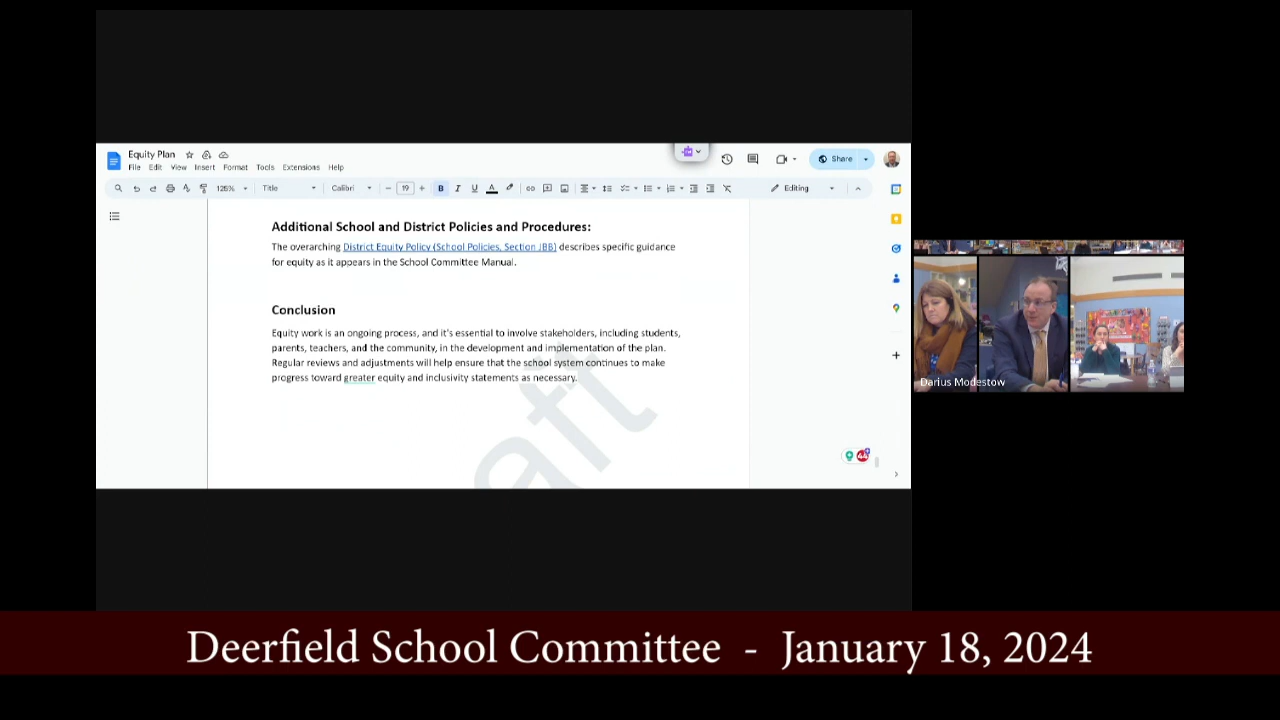 Equity Plan
File Edit View Insert Format Tools Extensions Help
Share
125% Title Calibri 19 B I U A Editing
Additional School and District Policies and Procedures:
The overarching District Equity Policy (School Policies, Section JBB) describes specific guidance
for equity as it appears in the School Committee Manual.
Conclusion
Equity work is an ongoing process, and it's essential to involve stakeholders, including students,
parents, teachers, and the community, in the development and implementation of the plan.
Regular reviews and adjustments will help ensure that the school system continues to make
progress toward greater equity and inclusivity statements as necessary.
aft
44
Darius Modestow
Deerfield School Committee - January 18, 2024